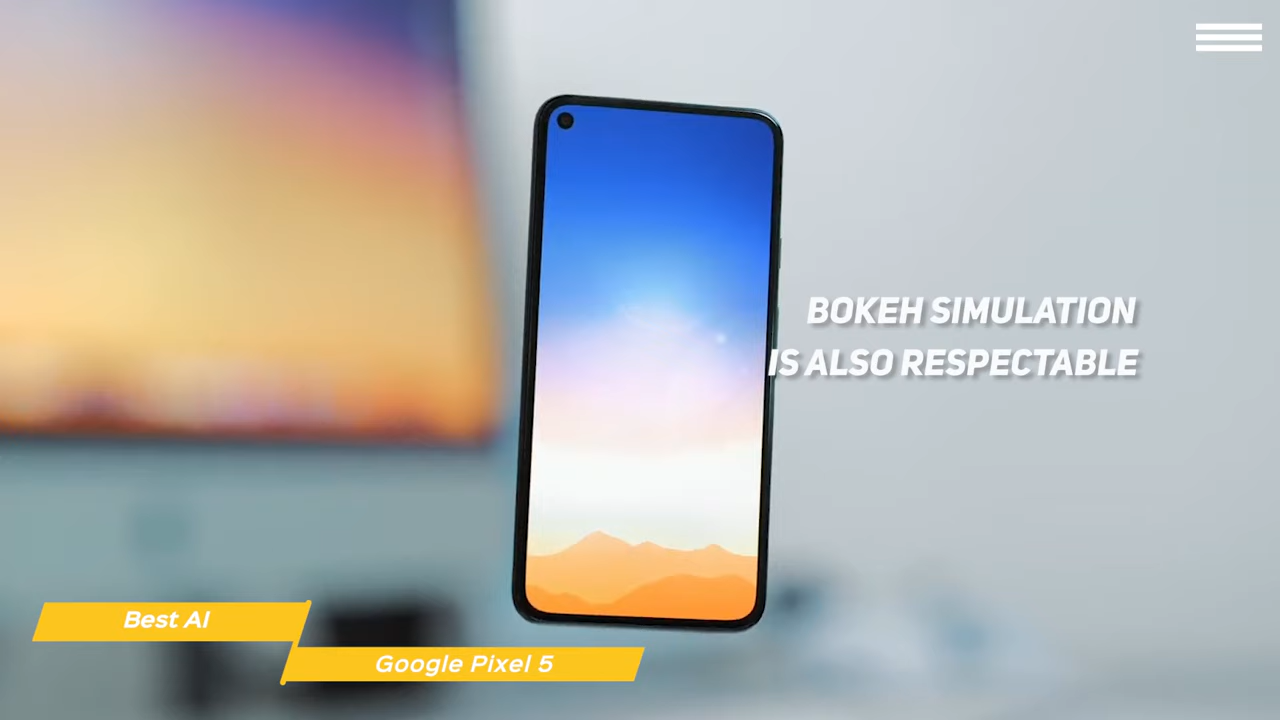 BOKEH SIMULATION
IS ALSO RESPECTABLE
Best AI
Google Pixel 5